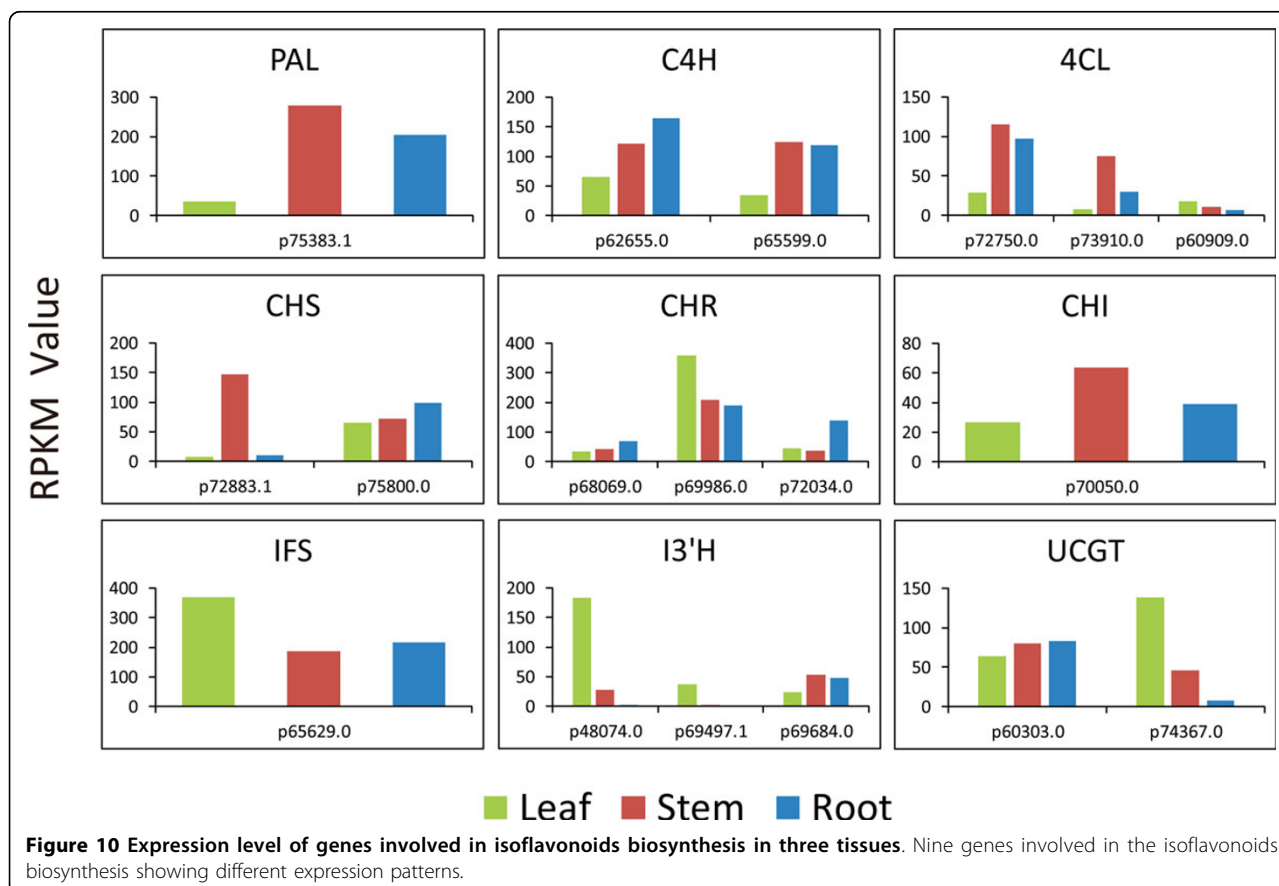 PAL
300
200
100
0
p75383.1
C4H
200
150
100
50
0
p62655.0 p65599.0
4CL
150
100
50
0
p72750.0 p73910.0 p60909.0
RPKM Value
CHS
200
150
100
50
0
p72883.1 p75800.0
CHR
400
300
200
100
0
p68069.0 p69986.0 p72034.0
CHI
80
60
40
20
0
p70050.0
IFS
400
300
200
100
0
p65629.0
I3'H
200
150
100
50
0
p48074.0 p69497.1 p69684.0
UCGT
150
100
50
0
p60303.0 p74367.0
Leaf Stem Root
Figure 10 Expression level of genes involved in isoflavonoids biosynthesis in three tissues. Nine genes involved in the isoflavonoids
biosynthesis showing different expression patterns.